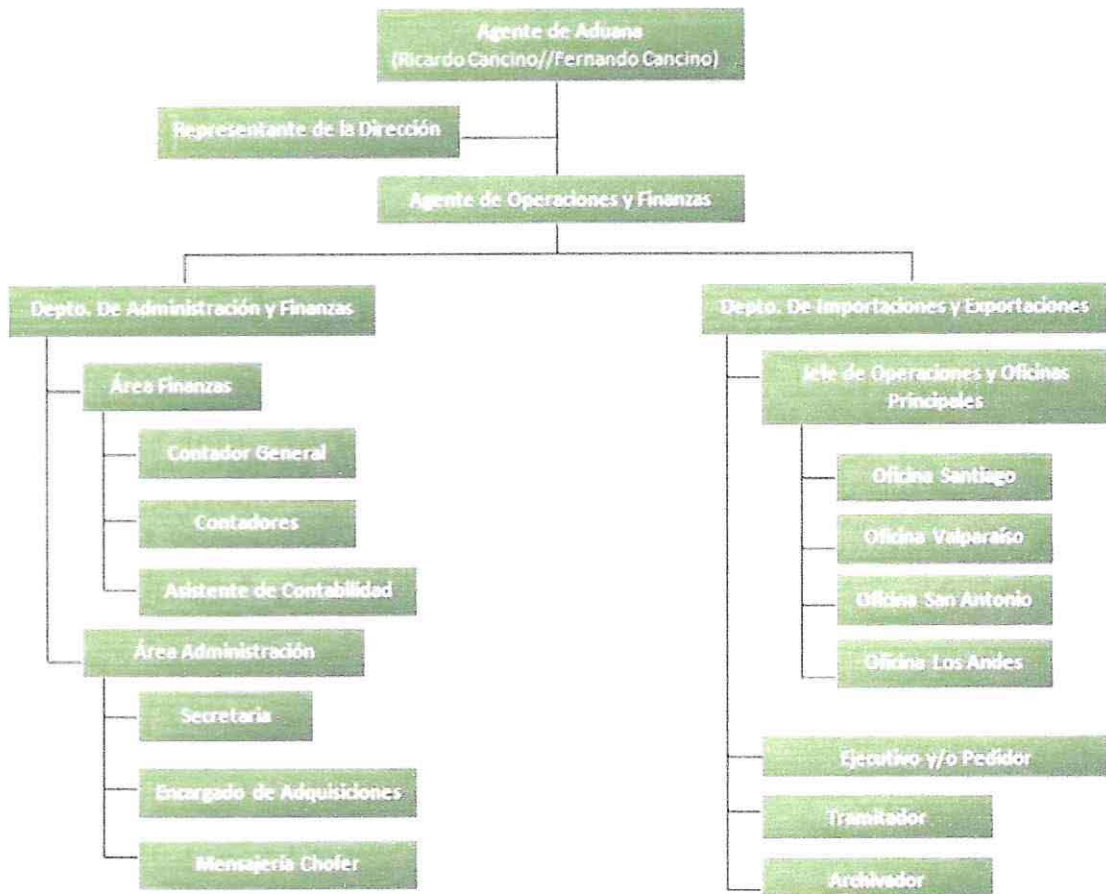 Agente de Aduana
(Ricardo Cancino//Fernando Cancino)
Representante de la Dirección
Agente de Operaciones y Finanzas
Depto. De Administración y Finanzas
Área Finanzas
Contador General
Contadores
Asistente de Contabilidad
Área Administración
Secretaria
Encargado de Adquisiciones
Mensajería Chofer
Depto. De Importaciones y Exportaciones
Jefe de Operaciones y Oficinas
Principales
Oficina Santiago
Oficina Valparaíso
Oficina San Antonio
Oficina Los Andes
Ejecutivo y/o Pedidor
Tramitador
Archivador